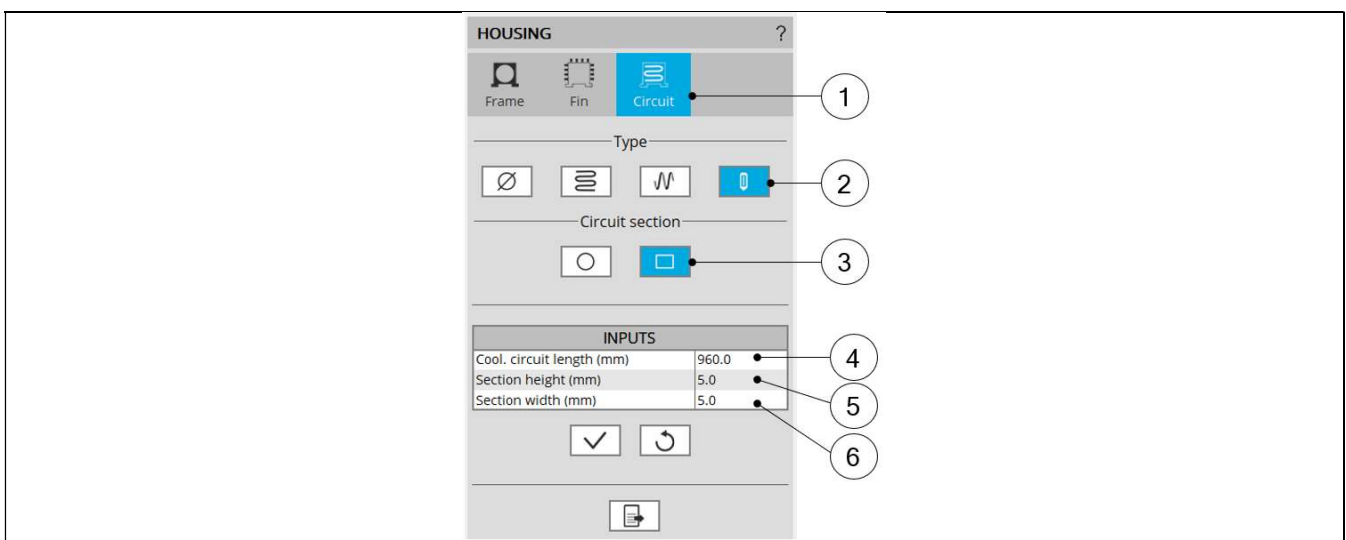 HOUSING ?
Frame Fin Circuit
1
Type
2
Circuit section
3
INPUTS
Cool. circuit length (mm) 960.0
4
Section height (mm) 5.0
5
Section width (mm) 5.0
6